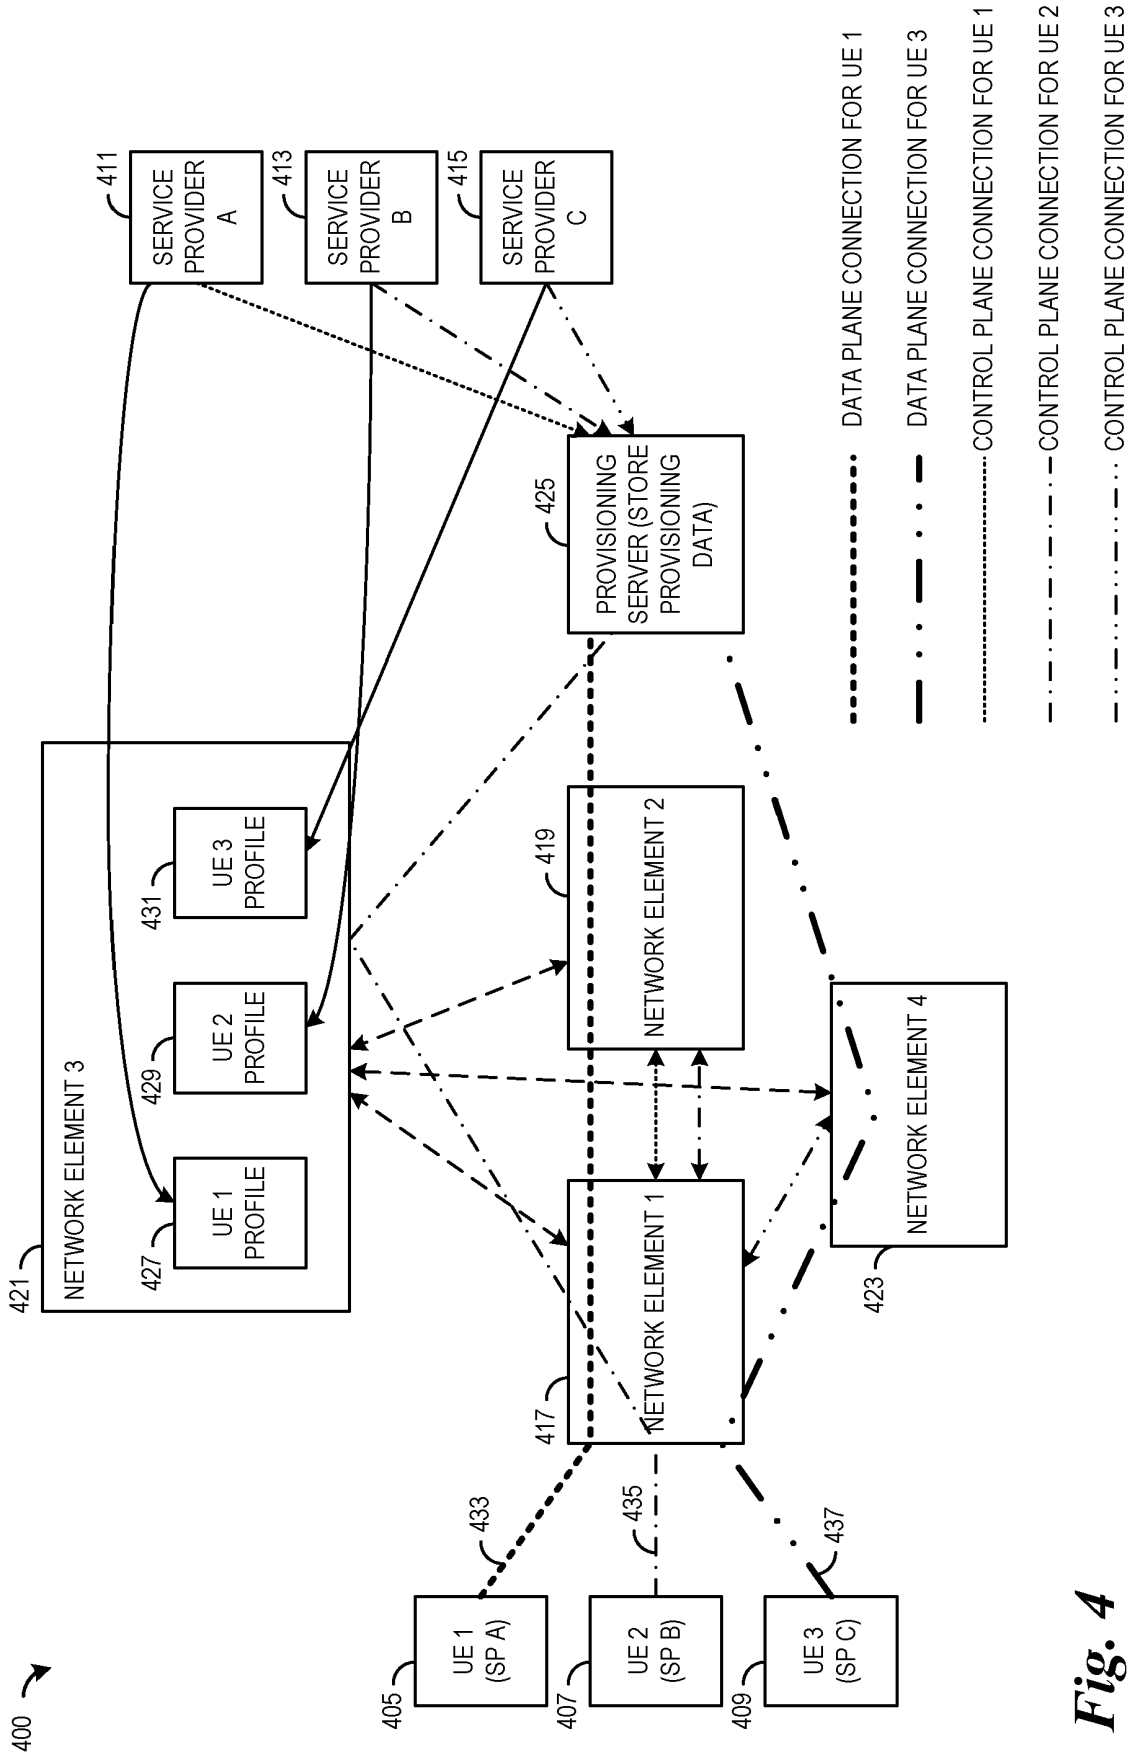 400
405
UE 1
(SP A)
407
UE 2
(SP B)
409
UE 3
(SP C)
433
435
437
421
NETWORK ELEMENT 3
427
UE 1
PROFILE
429
UE 2
PROFILE
431
UE 3
PROFILE
417
NETWORK ELEMENT 1
419
NETWORK ELEMENT 2
423
NETWORK ELEMENT 4
425
PROVISIONING
SERVER (STORE
PROVISIONING
DATA)
411
SERVICE
PROVIDER
A
413
SERVICE
PROVIDER
B
415
SERVICE
PROVIDER
C
DATA PLANE CONNECTION FOR UE 1
DATA PLANE CONNECTION FOR UE 3
CONTROL PLANE CONNECTION FOR UE 1
CONTROL PLANE CONNECTION FOR UE 2
CONTROL PLANE CONNECTION FOR UE 3
Fig. 4